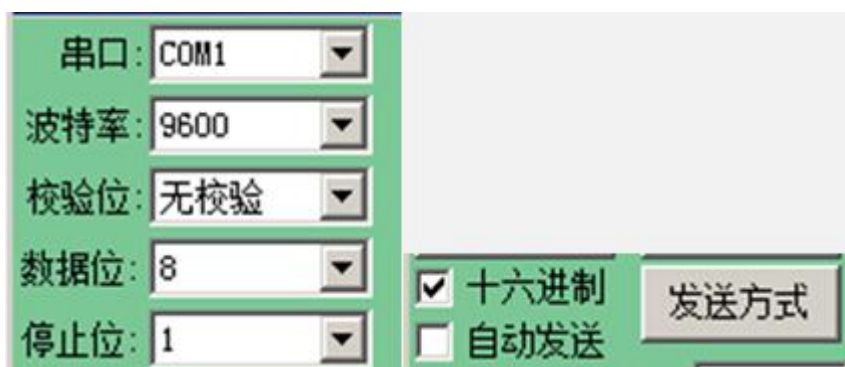 串口: COM1
波特率: 9600
校验位: 无校验
数据位: 8
停止位: 1
十六进制
发送方式
自动发送